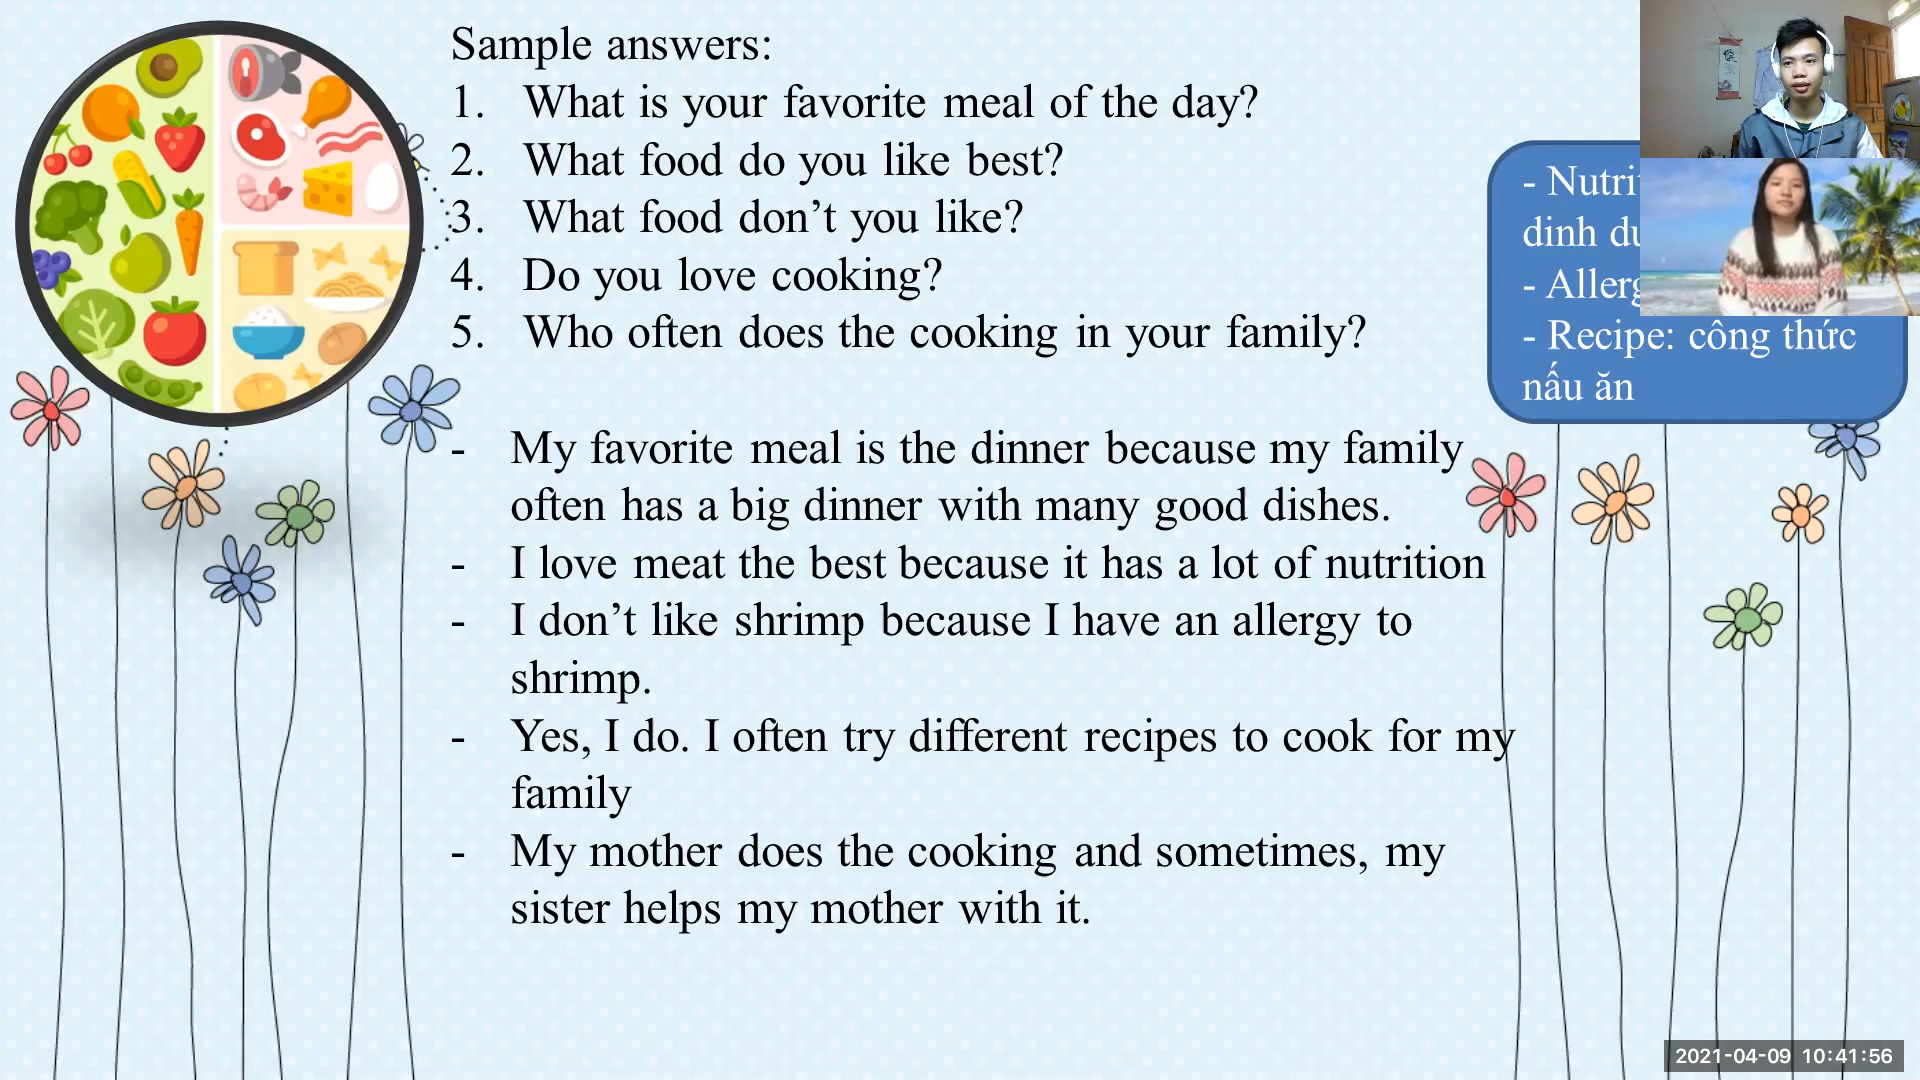 Sample answers:
1. What is your favorite meal of the day?
2. What food do you like best?
3. What food don’t you like?
4. Do you love cooking?
5. Who often does the cooking in your family?
- My favorite meal is the dinner because my family
often has a big dinner with many good dishes.
- I love meat the best because it has a lot of nutrition
- I don’t like shrimp because I have an allergy to
shrimp.
- Yes, I do. I often try different recipes to cook for my
family
- My mother does the cooking and sometimes, my
sister helps my mother with it.
-
dinh
-
- Recipe: công thức
nấu ăn
2021-04-09 10:41:56